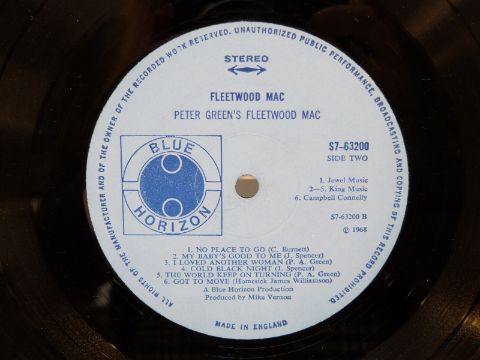 ALL RIGHTS OF THE MANUFACTURER AND OF THE OWNER OF THE RECORDED WORK RESERVED. UNAUTHORIZED PUBLIC PERFORMANCE, BROADCASTING AND COPYING OF THIS RECORD PROHIBITED.
STEREO
FLEETWOOD MAC
PETER GREEN'S FLEETWOOD MAC
BLUE
HORIZON
S7-63200
SIDE TWO
1. Jewel Music
2—5. King Music
6. Campbell Connelly
S7-63200 B
℗ 1968
1. NO PLACE TO GO (C. Burnett)
2. MY BABY'S GOOD TO ME (J. Spencer)
3. I LOVED ANOTHER WOMAN (P. A. Green)
4. COLD BLACK NIGHT (J. Spencer)
5. THE WORLD KEEP ON TURNING (P. A. Green)
6. GOT TO MOVE (Homesick James Williamson)
A Blue Horizon Production
Produced by Mike Vernon
MADE IN ENGLAND